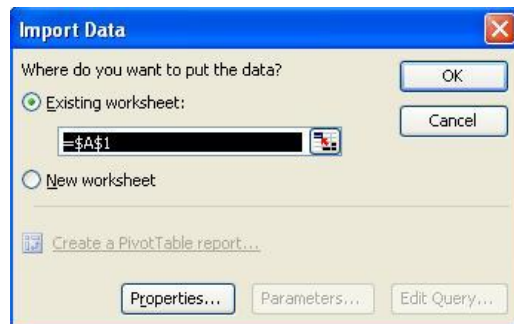 Import Data
Where do you want to put the data?
OK
Existing worksheet:
Cancel
=$A$1
New worksheet
Create a PivotTable report...
Properties... Parameters... Edit Query...